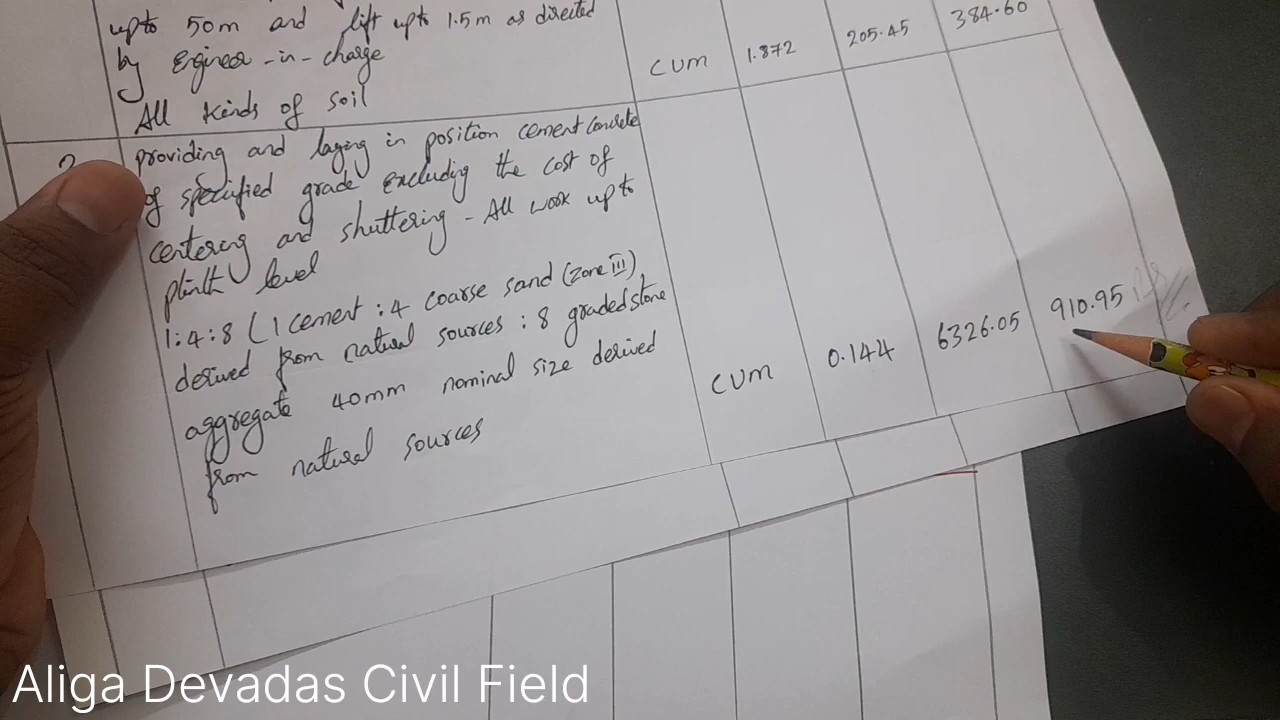 upto 50m and lift upto 1.5m as directed
by Engineer-in-charge
All kinds of soil
CUM 1.872 205.45 384.60
2 providing and laying in position cement concrete
of specified grade excluding the cost of
centering and shuttering - All work up to
plinth level
1:4:8 (1 cement : 4 coarse sand (zone III)
derived from natural sources : 8 graded stone
aggregate 40mm nominal size derived
from natural sources
CUM 0.144 6326.05 910.95
Aliga Devadas Civil Field